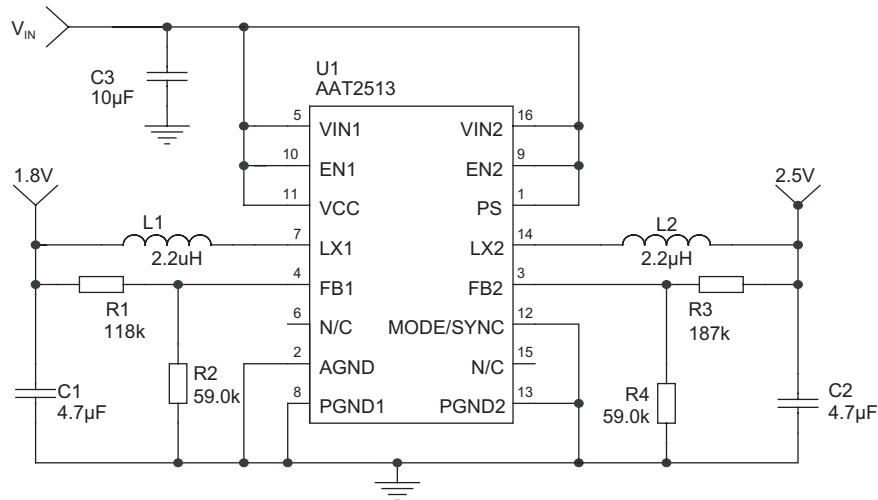 VIN
C3
10µF
U1
AAT2513
5 VIN1 VIN2 16
10 EN1 EN2 9
11 VCC PS 1
1.8V
2.5V
L1
2.2uH
7 LX1 LX2 14
L2
2.2µH
4 FB1 FB2 3
R1
118k
R3
187k
6 N/C MODE/SYNC 12
2 AGND N/C 15
8 PGND1 PGND2 13
R2
59.0k
R4
59.0k
C1
4.7µF
C2
4.7µF